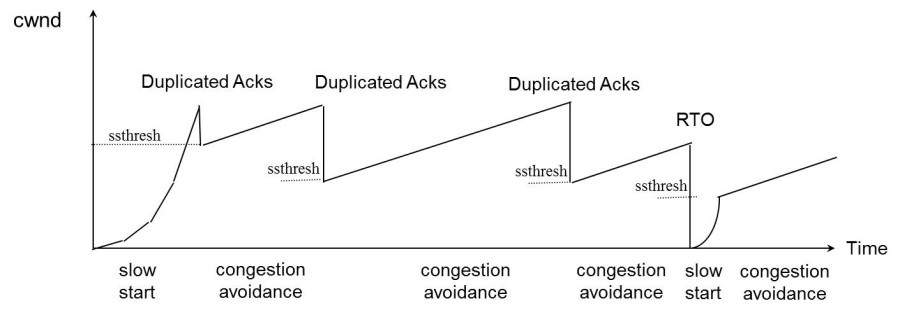 cwnd
Duplicated Acks
Duplicated Acks
Duplicated Acks
RTO
ssthresh
ssthresh
ssthresh
ssthresh
Time
slow
start
congestion
avoidance
congestion
avoidance
congestion
avoidance
slow
start
congestion
avoidance